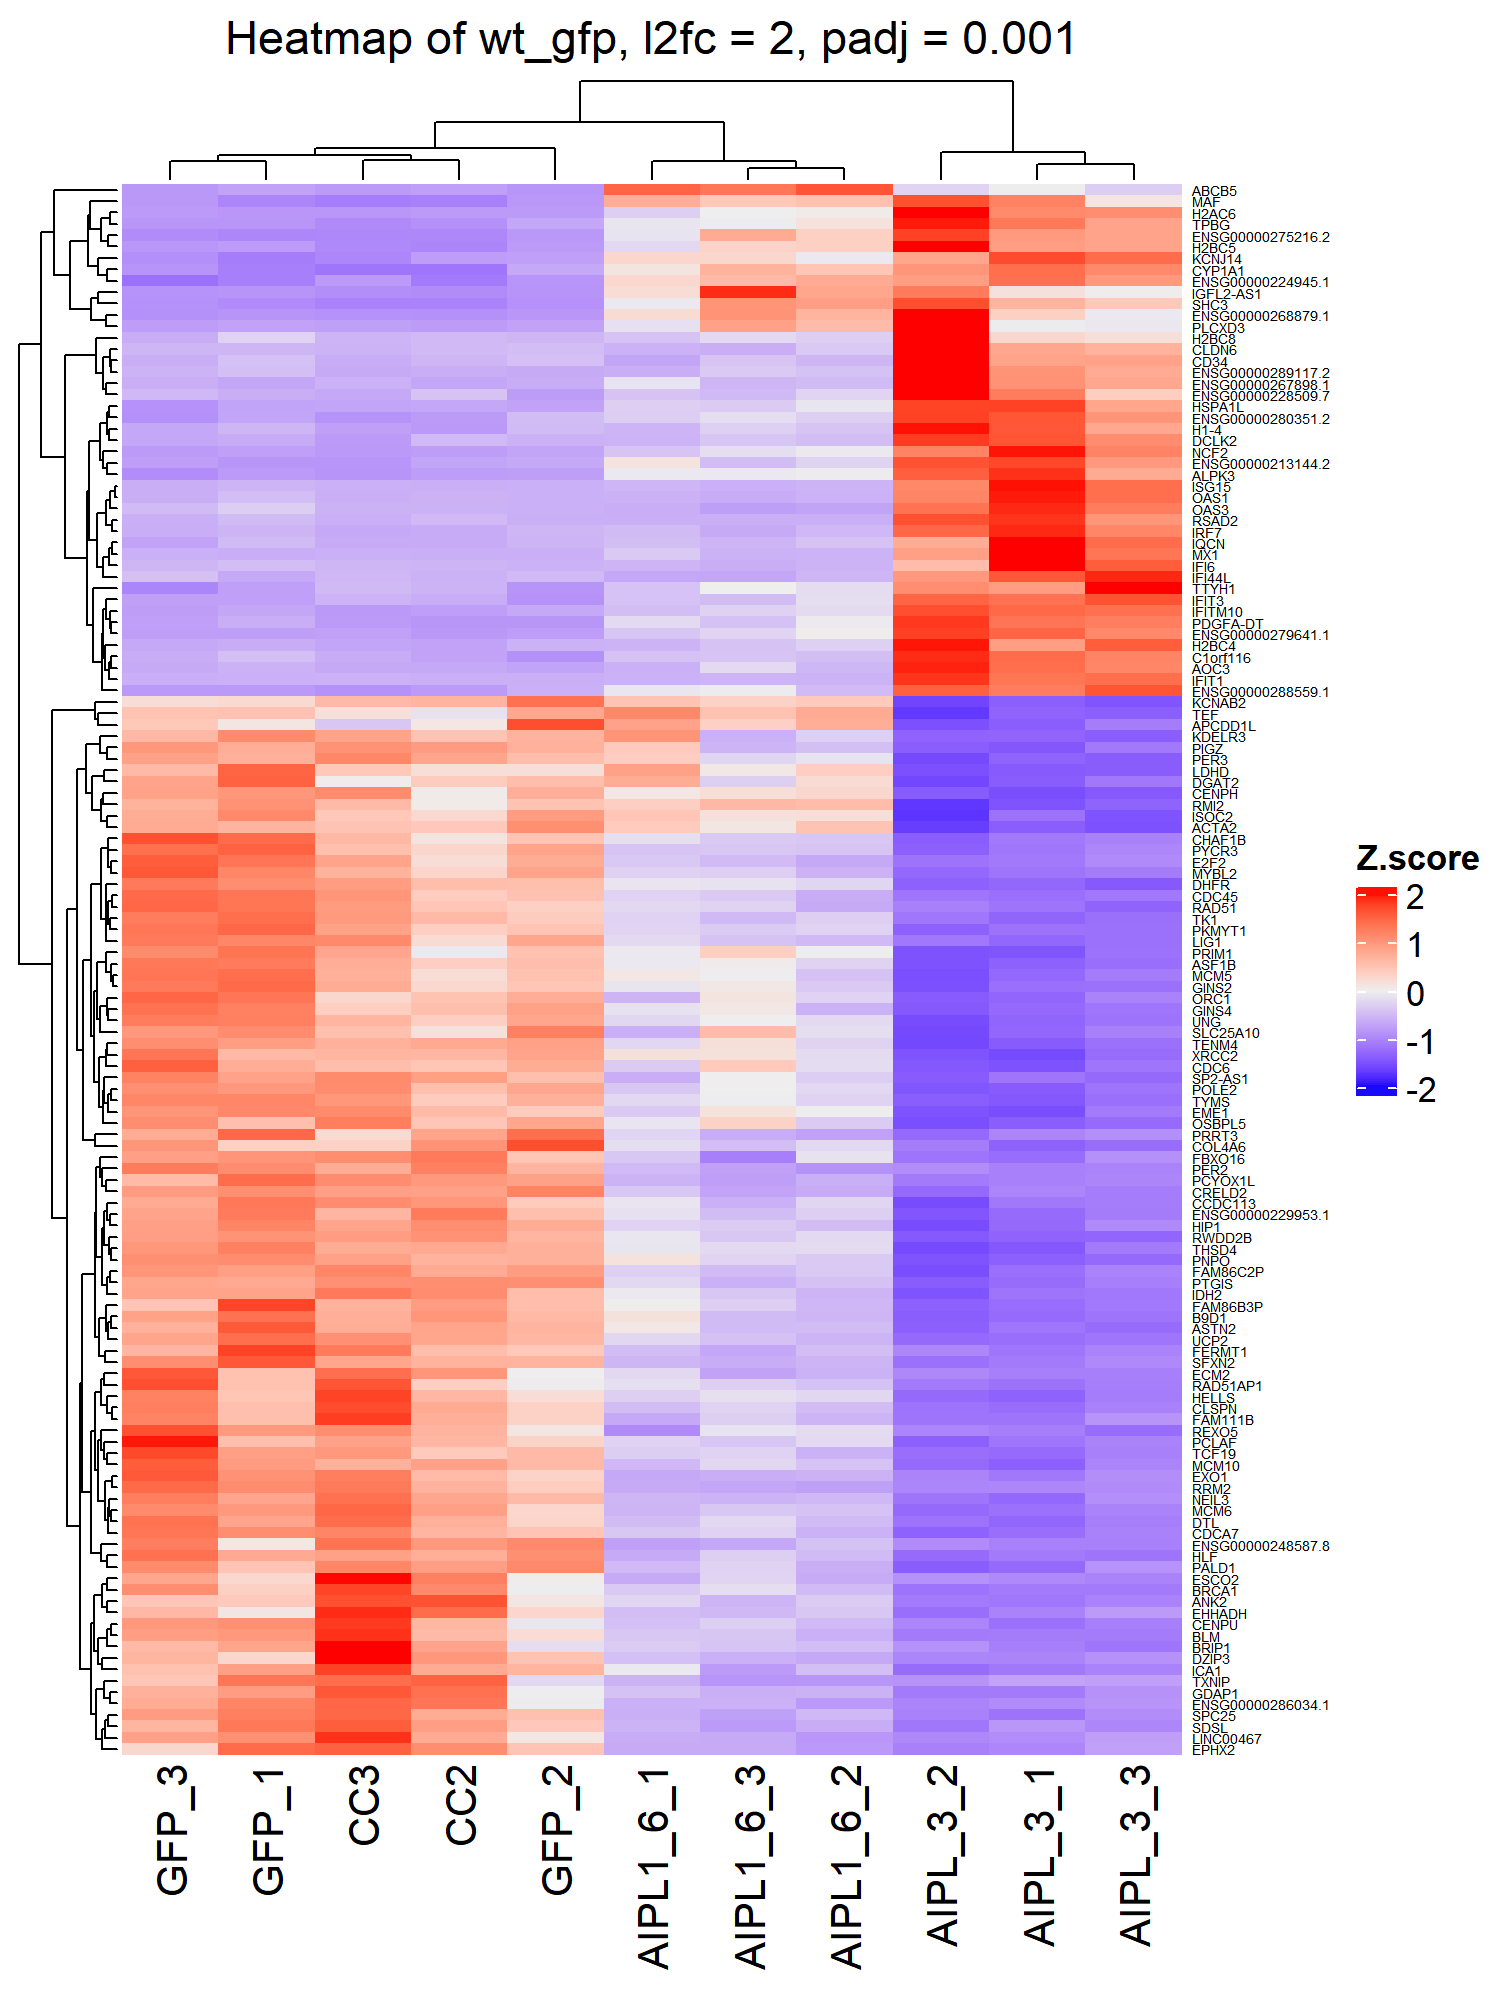 Heatmap of wt_gfp, l2fc = 2, padj = 0.001
ABCB5
MAF
H2AC6
TPBG
ENSG00000275216.2
H2BC5
KCNJ14
CYP1A1
ENSG00000224945.1
IGFL2-AS1
SHC3
ENSG00000268879.1
PLCXD3
H2BC8
CLDN6
CD34
ENSG00000289117.2
ENSG00000267898.1
ENSG00000228509.7
HSPA1L
ENSG00000280351.2
H1-4
DCLK2
NCF2
ENSG00000213144.2
ALPK3
ISG15
OAS1
OAS3
RSAD2
IRF7
IQCN
MX1
IFI6
IFI44L
TTYH1
IFIT3
IFITM10
PDGFA-DT
ENSG00000279641.1
H2BC4
C1orf116
AOC3
IFIT1
ENSG00000288559.1
KCNAB2
TEF
APCDD1L
KDELR3
PIGZ
PER3
LDHD
DGAT2
CENPH
RMI2
ISOC2
ACTA2
CHAF1B
PYCR3
E2F2
MYBL2
DHFR
CDC45
RAD51
TK1
PKMYT1
LIG1
PRIM1
ASF1B
MCM5
GINS2
ORC1
GINS4
UNG
SLC25A10
TENM4
XRCC2
CDC6
SP2-AS1
POLE2
TYMS
EME1
OSBPL5
PRRT3
COL4A6
FBXO16
PER2
PCYOX1L
CRELD2
CCDC113
ENSG00000229953.1
HIP1
RWDD2B
THSD4
PNPO
FAM86C2P
PTGIS
IDH2
FAM86B3P
B9D1
ASTN2
UCP2
FERMT1
SFXN2
ECM2
RAD51AP1
HELLS
CLSPN
FAM111B
REXO5
PCLAF
TCF19
MCM10
EXO1
RRM2
NEIL3
MCM6
DTL
CDCA7
ENSG00000248587.8
HLF
PALD1
ESCO2
BRCA1
ANK2
EHHADH
CENPU
BLM
BRIP1
DZIP3
ICA1
TXNIP
GDAP1
ENSG00000286034.1
SPC25
SDSL
LINC00467
EPHX2
Z.score
2
1
0
-1
-2
GFP_3
GFP_1
CC3
CC2
GFP_2
AIPL1_6_1
AIPL1_6_3
AIPL1_6_2
AIPL_3_2
AIPL_3_1
AIPL_3_3